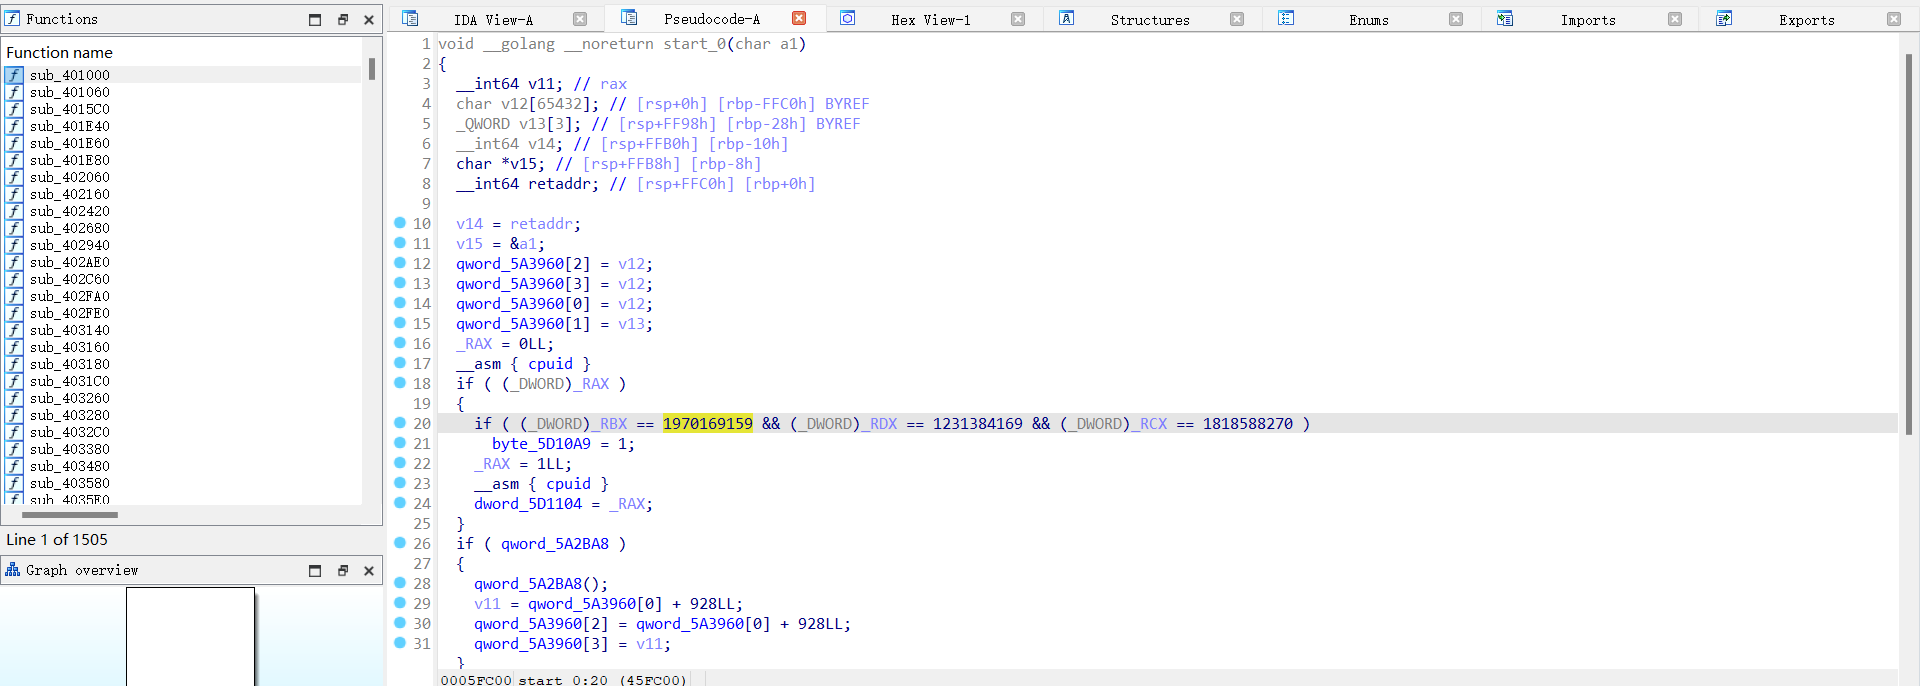 Functions
Function name
sub_401000
sub_401060
sub_4015C0
sub_401E40
sub_401E60
sub_401E80
sub_402060
sub_402160
sub_402420
sub_402680
sub_402940
sub_402AE0
sub_402C60
sub_402FA0
sub_402FE0
sub_403140
sub_403160
sub_403180
sub_4031C0
sub_403260
sub_403280
sub_4032C0
sub_403380
sub_403480
sub_403580
sub_4035E0
Line 1 of 1505
Graph overview
IDA View-A Pseudocode-A Hex View-1 Structures Enums Imports Exports
1 void __golang __noreturn start_0(char a1)
2 {
3 __int64 v11; // rax
4 char v12[65432]; // [rsp+0h] [rbp-FFC0h] BYREF
5 _QWORD v13[3]; // [rsp+FF98h] [rbp-28h] BYREF
6 __int64 v14; // [rsp+FFB0h] [rbp-10h]
7 char *v15; // [rsp+FFB8h] [rbp-8h]
8 __int64 retaddr; // [rsp+FFC0h] [rbp+0h]
9
10 v14 = retaddr;
11 v15 = &a1;
12 qword_5A3960[2] = v12;
13 qword_5A3960[3] = v12;
14 qword_5A3960[0] = v12;
15 qword_5A3960[1] = v13;
16 _RAX = 0LL;
17 __asm { cpuid }
18 if ( (_DWORD)_RAX )
19 {
20 if ( (_DWORD)_RBX == 1970169159 && (_DWORD)_RDX == 1231384169 && (_DWORD)_RCX == 1818588270 )
21 byte_5D10A9 = 1;
22 _RAX = 1LL;
23 __asm { cpuid }
24 dword_5D1104 = _RAX;
25 }
26 if ( qword_5A2BA8 )
27 {
28 qword_5A2BA8();
29 v11 = qword_5A3960[0] + 928LL;
30 qword_5A3960[2] = qword_5A3960[0] + 928LL;
31 qword_5A3960[3] = v11;
}
0005FC00 start_0:20 (45FC00)